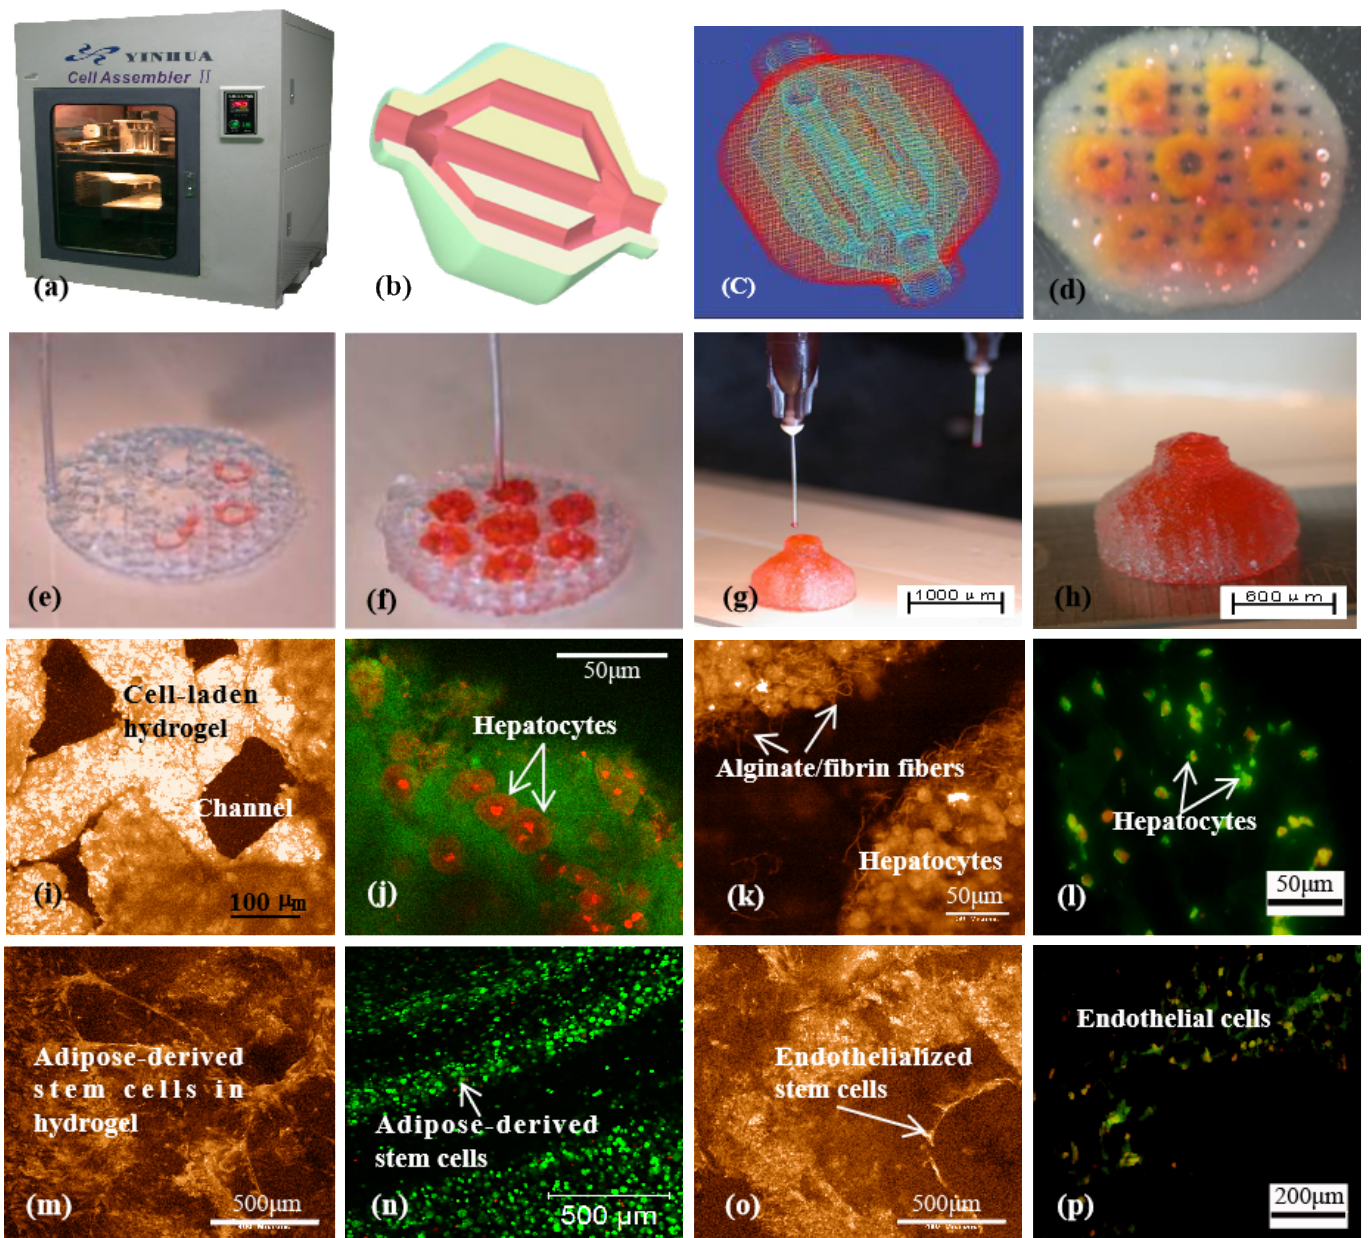 YINHUA
Cell Assembler II
(a)
(b)
(C)
(d)
(e)
(f)
(g)
1000 μm
(h)
600 μm
Cell-laden
hydrogel
Channel
(i)
100 μm
50μm
Hepatocytes
(j)
Alginate/fibrin fibers
Hepatocytes
(k)
50μm
Hepatocytes
(l)
50μm
Adipose-derived
stem cells in
hydrogel
(m)
500μm
Adipose-derived
stem cells
(n)
500 μm
Endothelialized
stem cells
(o)
500μm
Endothelial cells
(p)
200μm